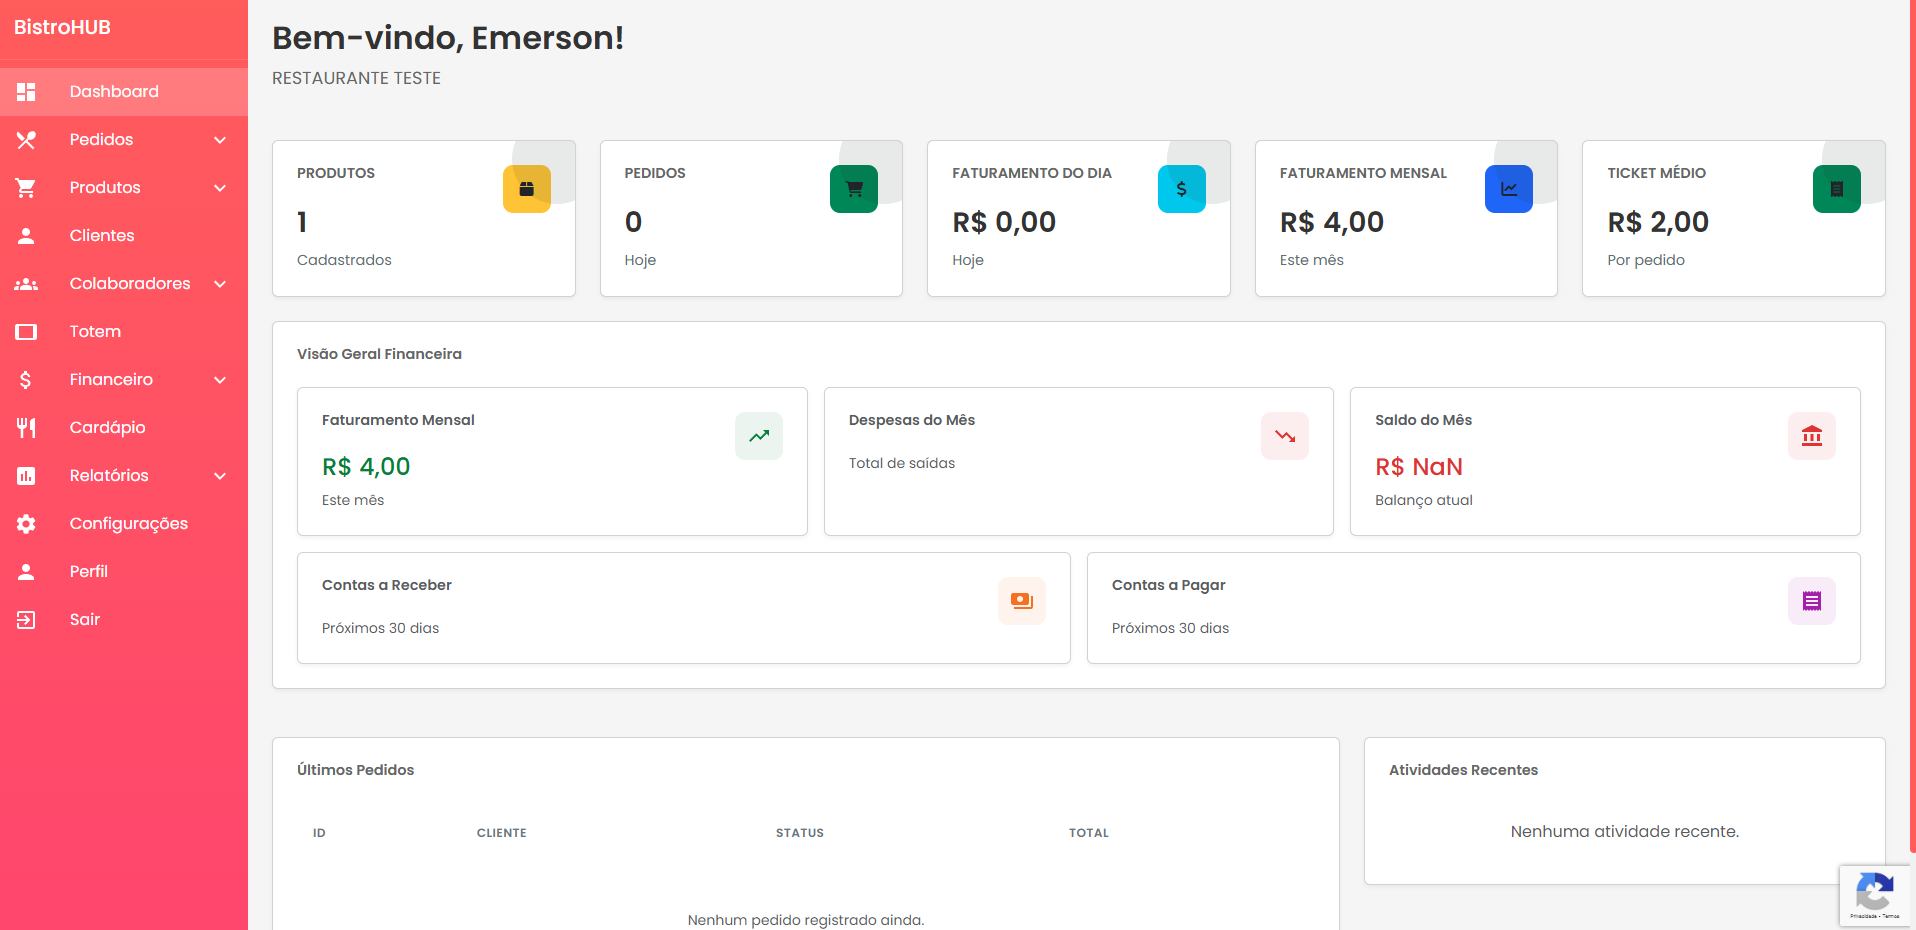 BistroHUB
Dashboard
Pedidos
Produtos
Clientes
Colaboradores
Totem
Financeiro
Cardápio
Relatórios
Configurações
Perfil
Sair
Bem-vindo, Emerson!
RESTAURANTE TESTE
PRODUTOS
1
Cadastrados
PEDIDOS
0
Hoje
FATURAMENTO DO DIA
R$ 0,00
Hoje
FATURAMENTO MENSAL
R$ 4,00
Este mês
TICKET MÉDIO
R$ 2,00
Por pedido
Visão Geral Financeira
Faturamento Mensal
R$ 4,00
Este mês
Despesas do Mês
Total de saídas
Saldo do Mês
R$ NaN
Balanço atual
Contas a Receber
Próximos 30 dias
Contas a Pagar
Próximos 30 dias
Últimos Pedidos
ID CLIENTE STATUS TOTAL
Nenhum pedido registrado ainda.
Atividades Recentes
Nenhuma atividade recente.
Privacidade - Termos